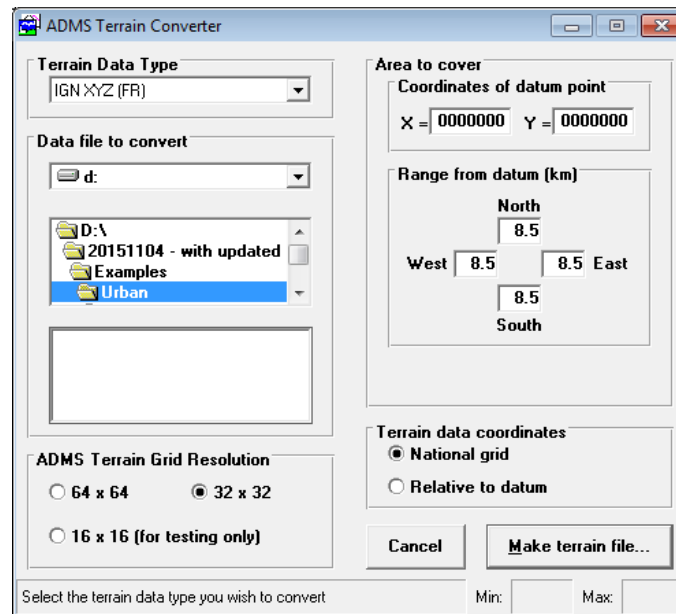 ADMS Terrain Converter
Terrain Data Type
IGN XYZ (FR)
Data file to convert
d:
D:\
20151104 - with updated
Examples
Urban
ADMS Terrain Grid Resolution
64 x 64
32 x 32
16 x 16 (for testing only)
Area to cover
Coordinates of datum point
X = 0000000 Y = 0000000
Range from datum (km)
North
8.5
West 8.5 8.5 East
8.5
South
Terrain data coordinates
National grid
Relative to datum
Cancel
Make terrain file...
Select the terrain data type you wish to convert
Min:
Max: